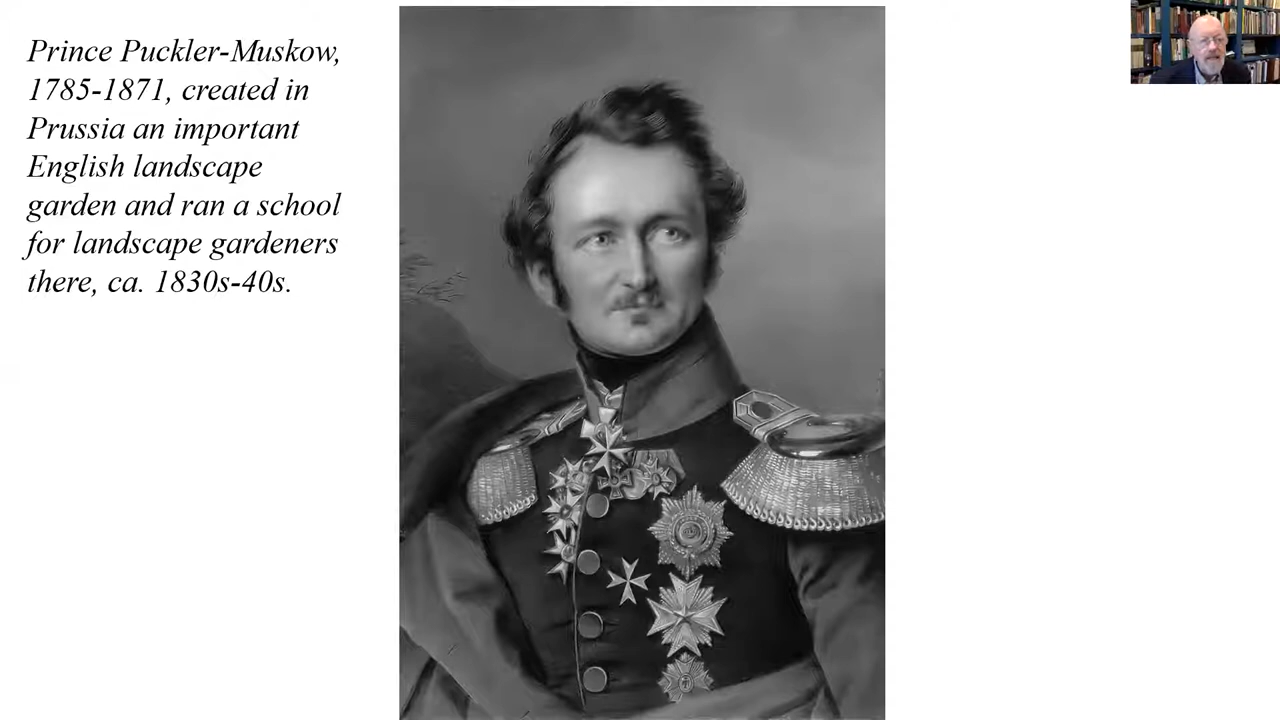 Prince Puckler-Muskow,
1785-1871, created in
Prussia an important
English landscape
garden and ran a school
for landscape gardeners
there, ca. 1830s-40s.